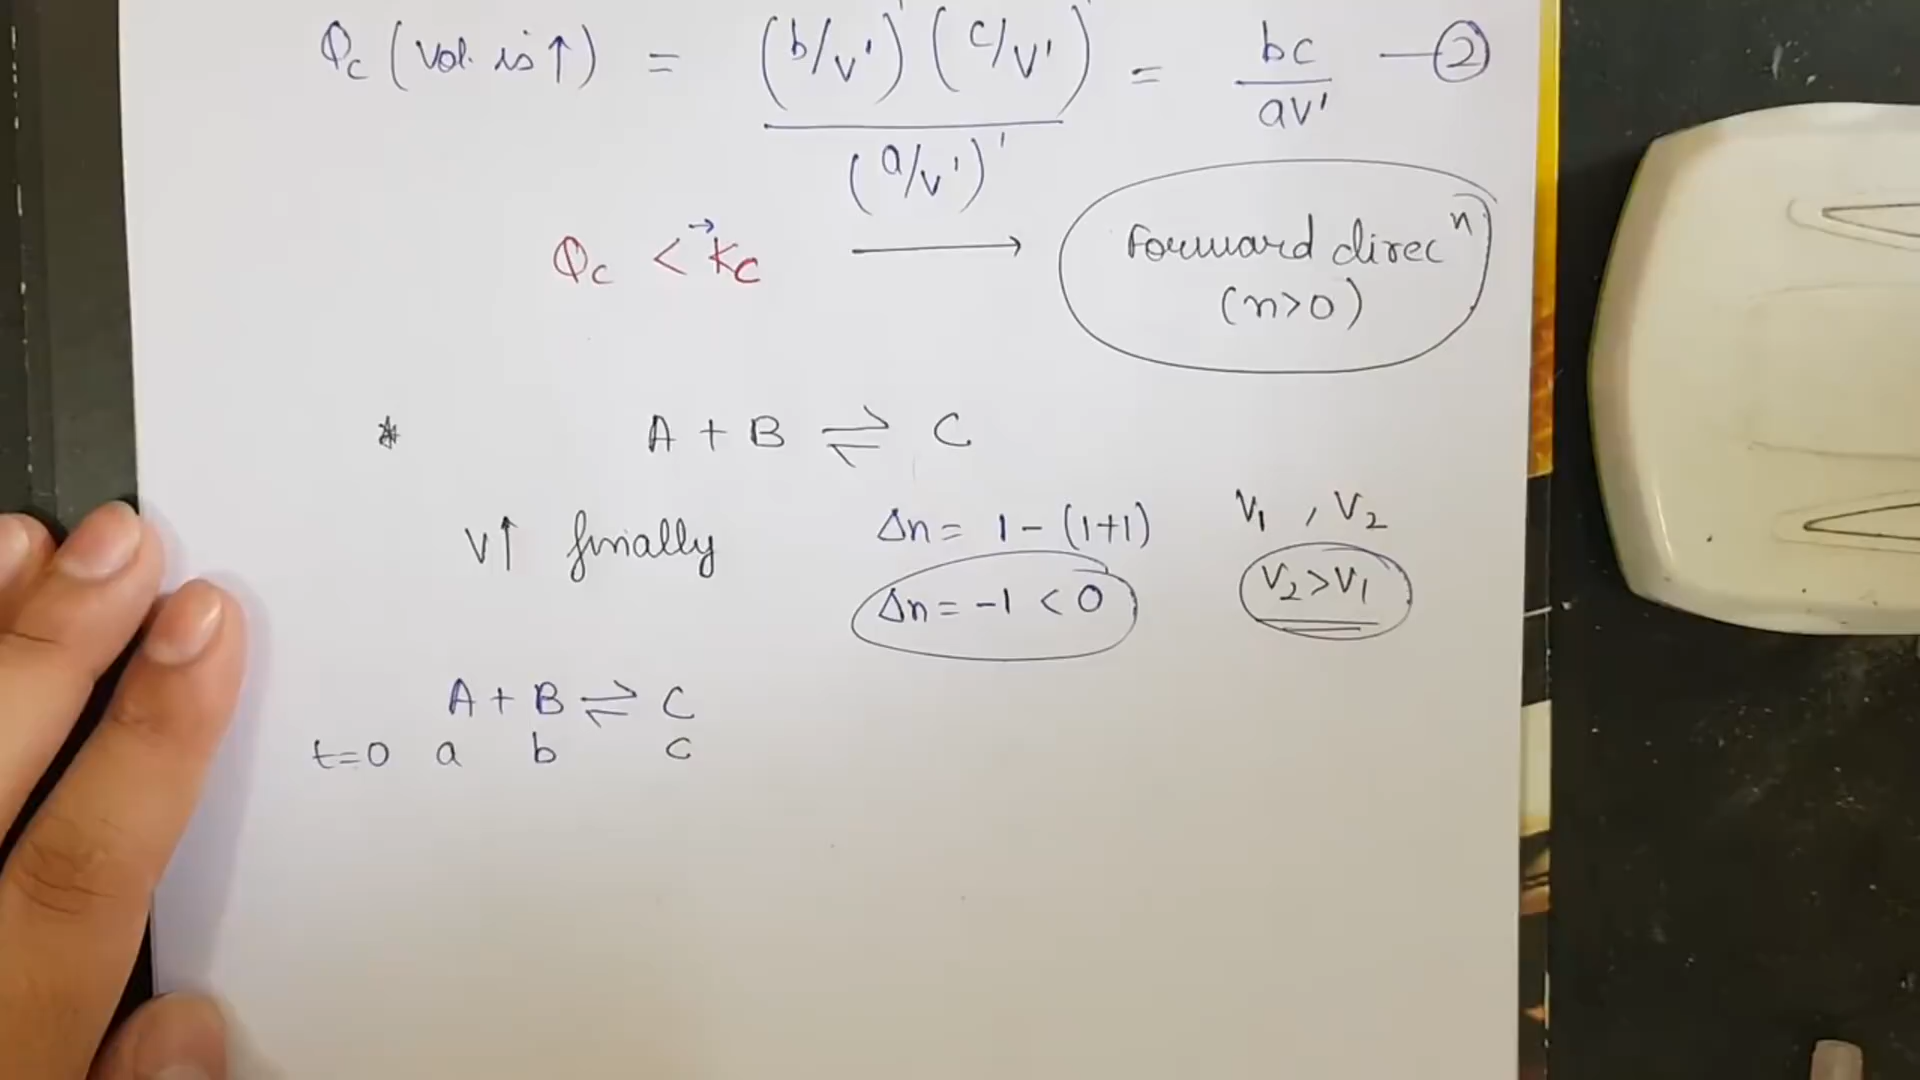 Qc (Vol. is ↑) = (b/v')' (c/v')' / (a/v')' = bc / av' — ②
Qc < Kc → Forward direcⁿ
(n>0)
* A + B ⇌ C
V↑ finally Δn = 1 - (1+1) V₁ , V₂
Δn = -1 < 0 V₂>V₁
A + B ⇌ C
t=0 a b c